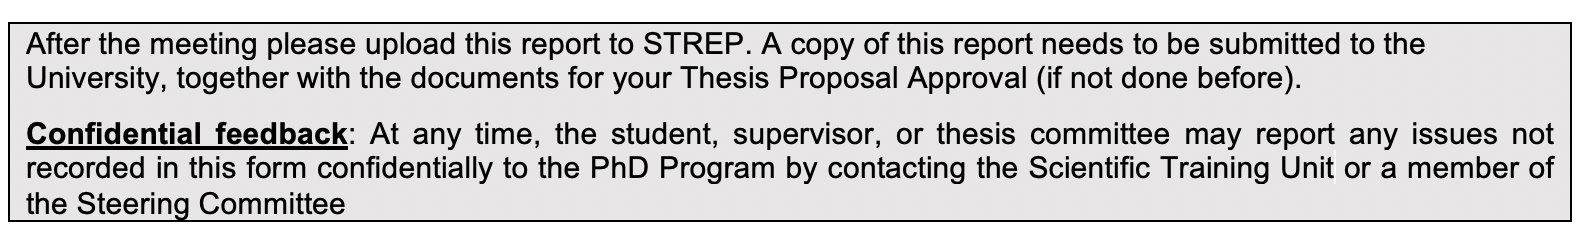 After the meeting please upload this report to STREP. A copy of this report needs to be submitted to the
University, together with the documents for your Thesis Proposal Approval (if not done before).
Confidential feedback: At any time, the student, supervisor, or thesis committee may report any issues not
recorded in this form confidentially to the PhD Program by contacting the Scientific Training Unit or a member of
the Steering Committee